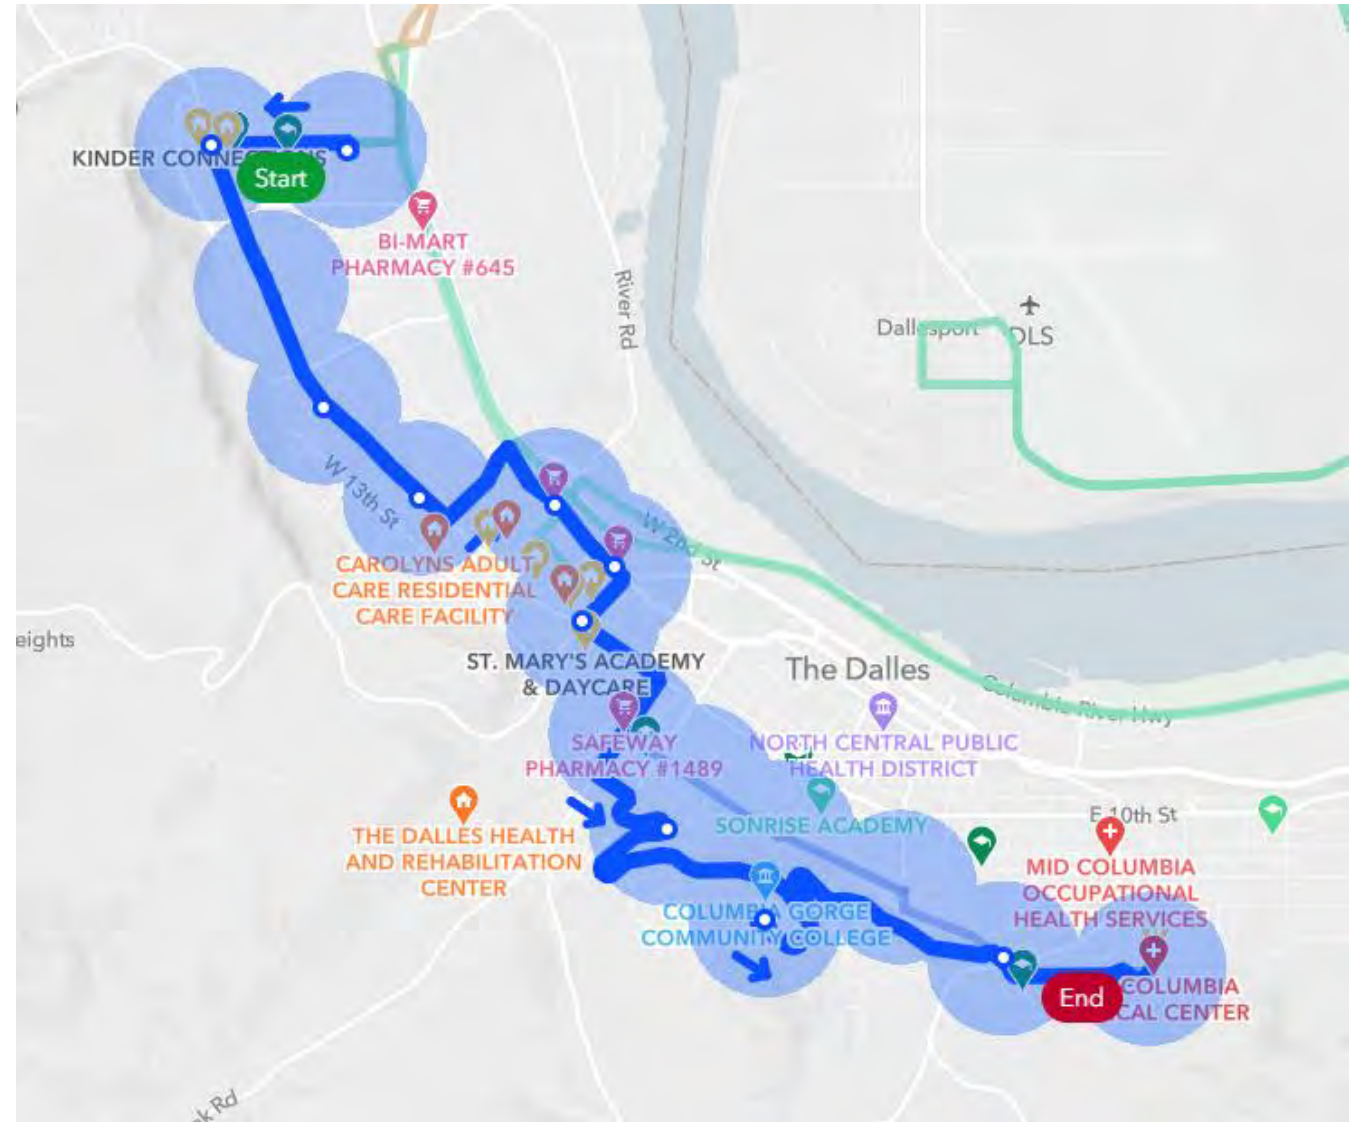 KINDER CONNECTIONS
Start
BI-MART
PHARMACY #645
River Rd
Dallesport
DLS
W 13th St
W 2nd St
CAROLYNS ADULT
CARE RESIDENTIAL
CARE FACILITY
eights
ST. MARY'S ACADEMY
& DAYCARE
The Dalles
Columbia River Hwy
SAFEWAY
PHARMACY #1489
NORTH CENTRAL PUBLIC
HEALTH DISTRICT
THE DALLES HEALTH
AND REHABILITATION
CENTER
SONRISE ACADEMY
E 10th St
MID COLUMBIA
OCCUPATIONAL
HEALTH SERVICES
COLUMBIA GORGE
COMMUNITY COLLEGE
End
COLUMBIA
CAL CENTER
ek Rd